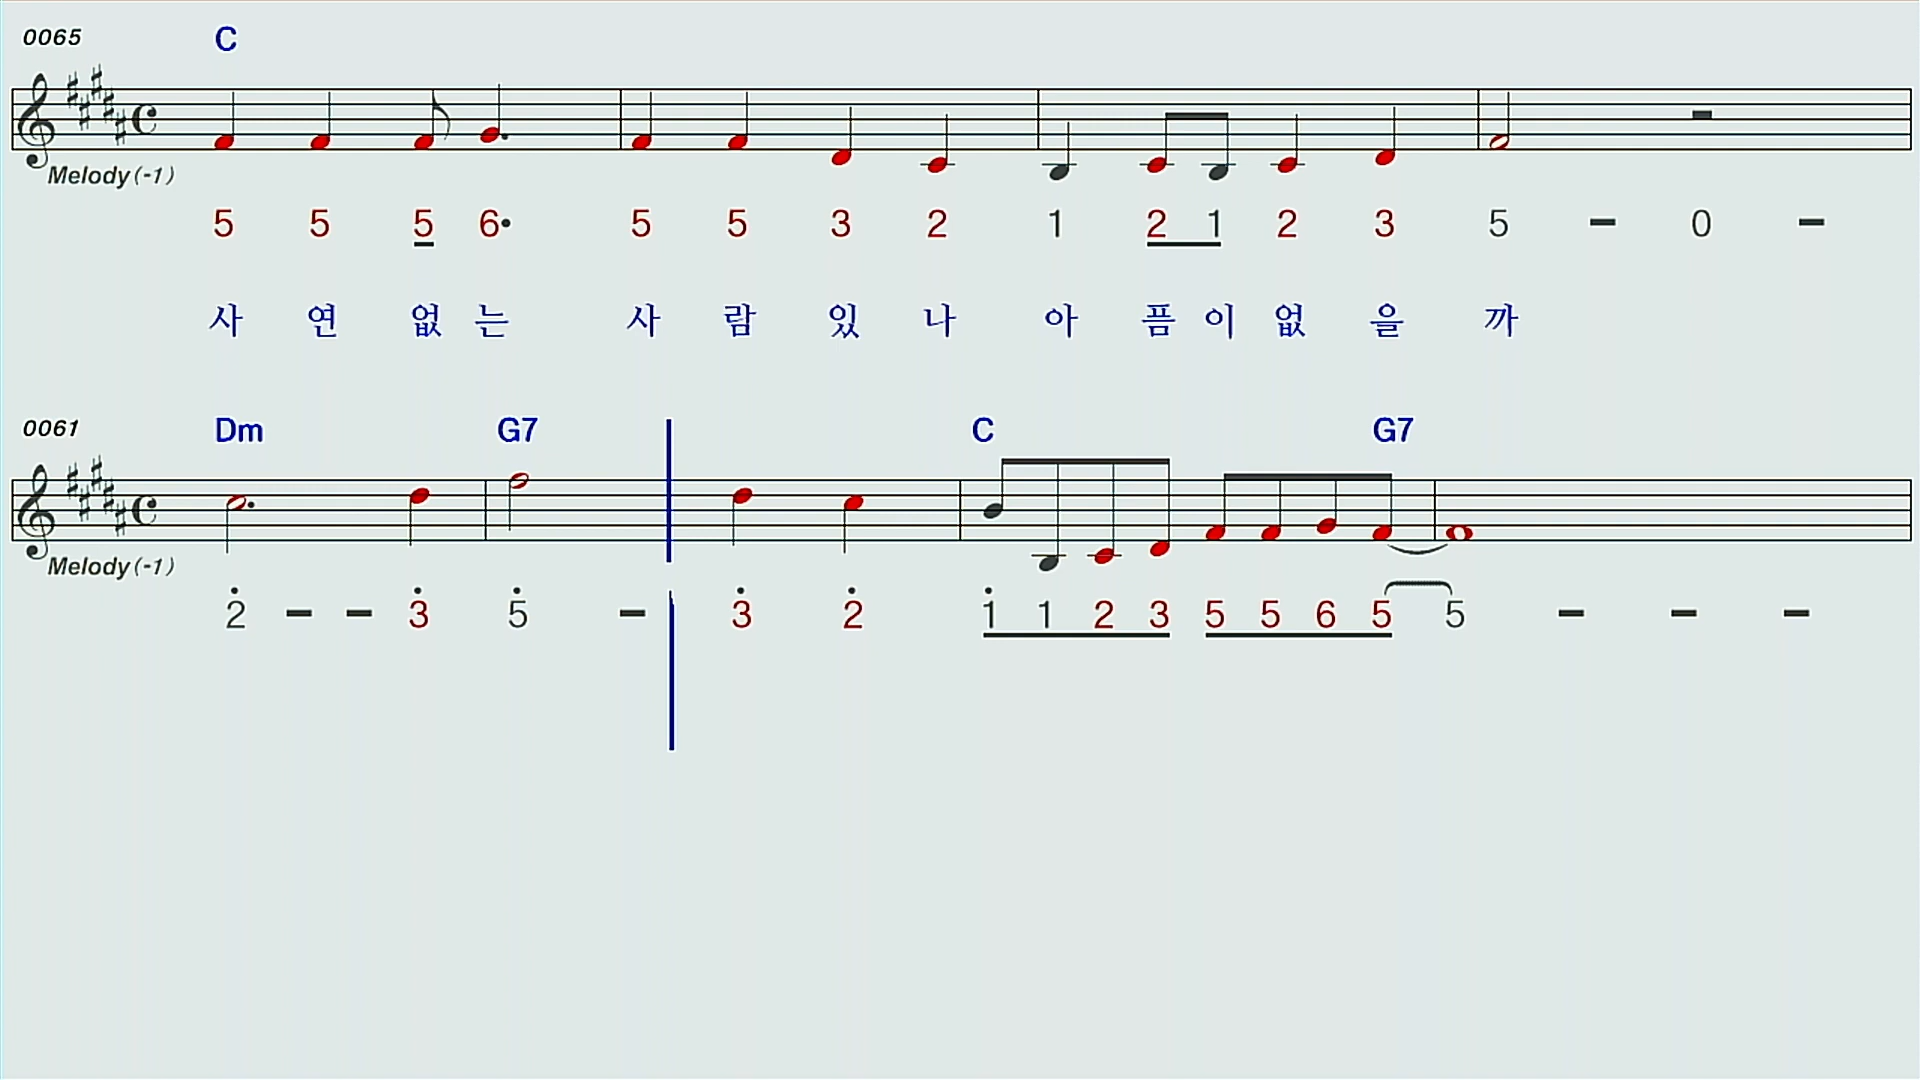 0065 C
Melody(-1)
5 5 5 6• 5 5 3 2 1 2 1 2 3 5 - 0 -
사 연 없 는 사 람 있 나 아 픔 이 없 을 까
0061 Dm G7 C G7
Melody(-1)
2 - - 3 5 - 3 2 1 1 2 3 5 5 6 5 5 - - -